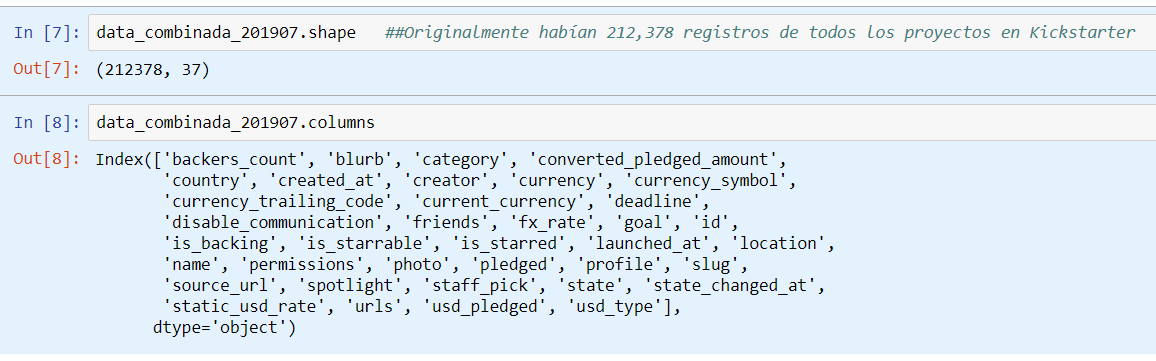 In [7]: data_combinada_201907.shape ##Originalmente habían 212,378 registros de todos los proyectos en Kickstarter
Out[7]: (212378, 37)
In [8]: data_combinada_201907.columns
Out[8]: Index(['backers_count', 'blurb', 'category', 'converted_pledged_amount',
'country', 'created_at', 'creator', 'currency', 'currency_symbol',
'currency_trailing_code', 'current_currency', 'deadline',
'disable_communication', 'friends', 'fx_rate', 'goal', 'id',
'is_backing', 'is_starrable', 'is_starred', 'launched_at', 'location',
'name', 'permissions', 'photo', 'pledged', 'profile', 'slug',
'source_url', 'spotlight', 'staff_pick', 'state', 'state_changed_at',
'static_usd_rate', 'urls', 'usd_pledged', 'usd_type'],
dtype='object')